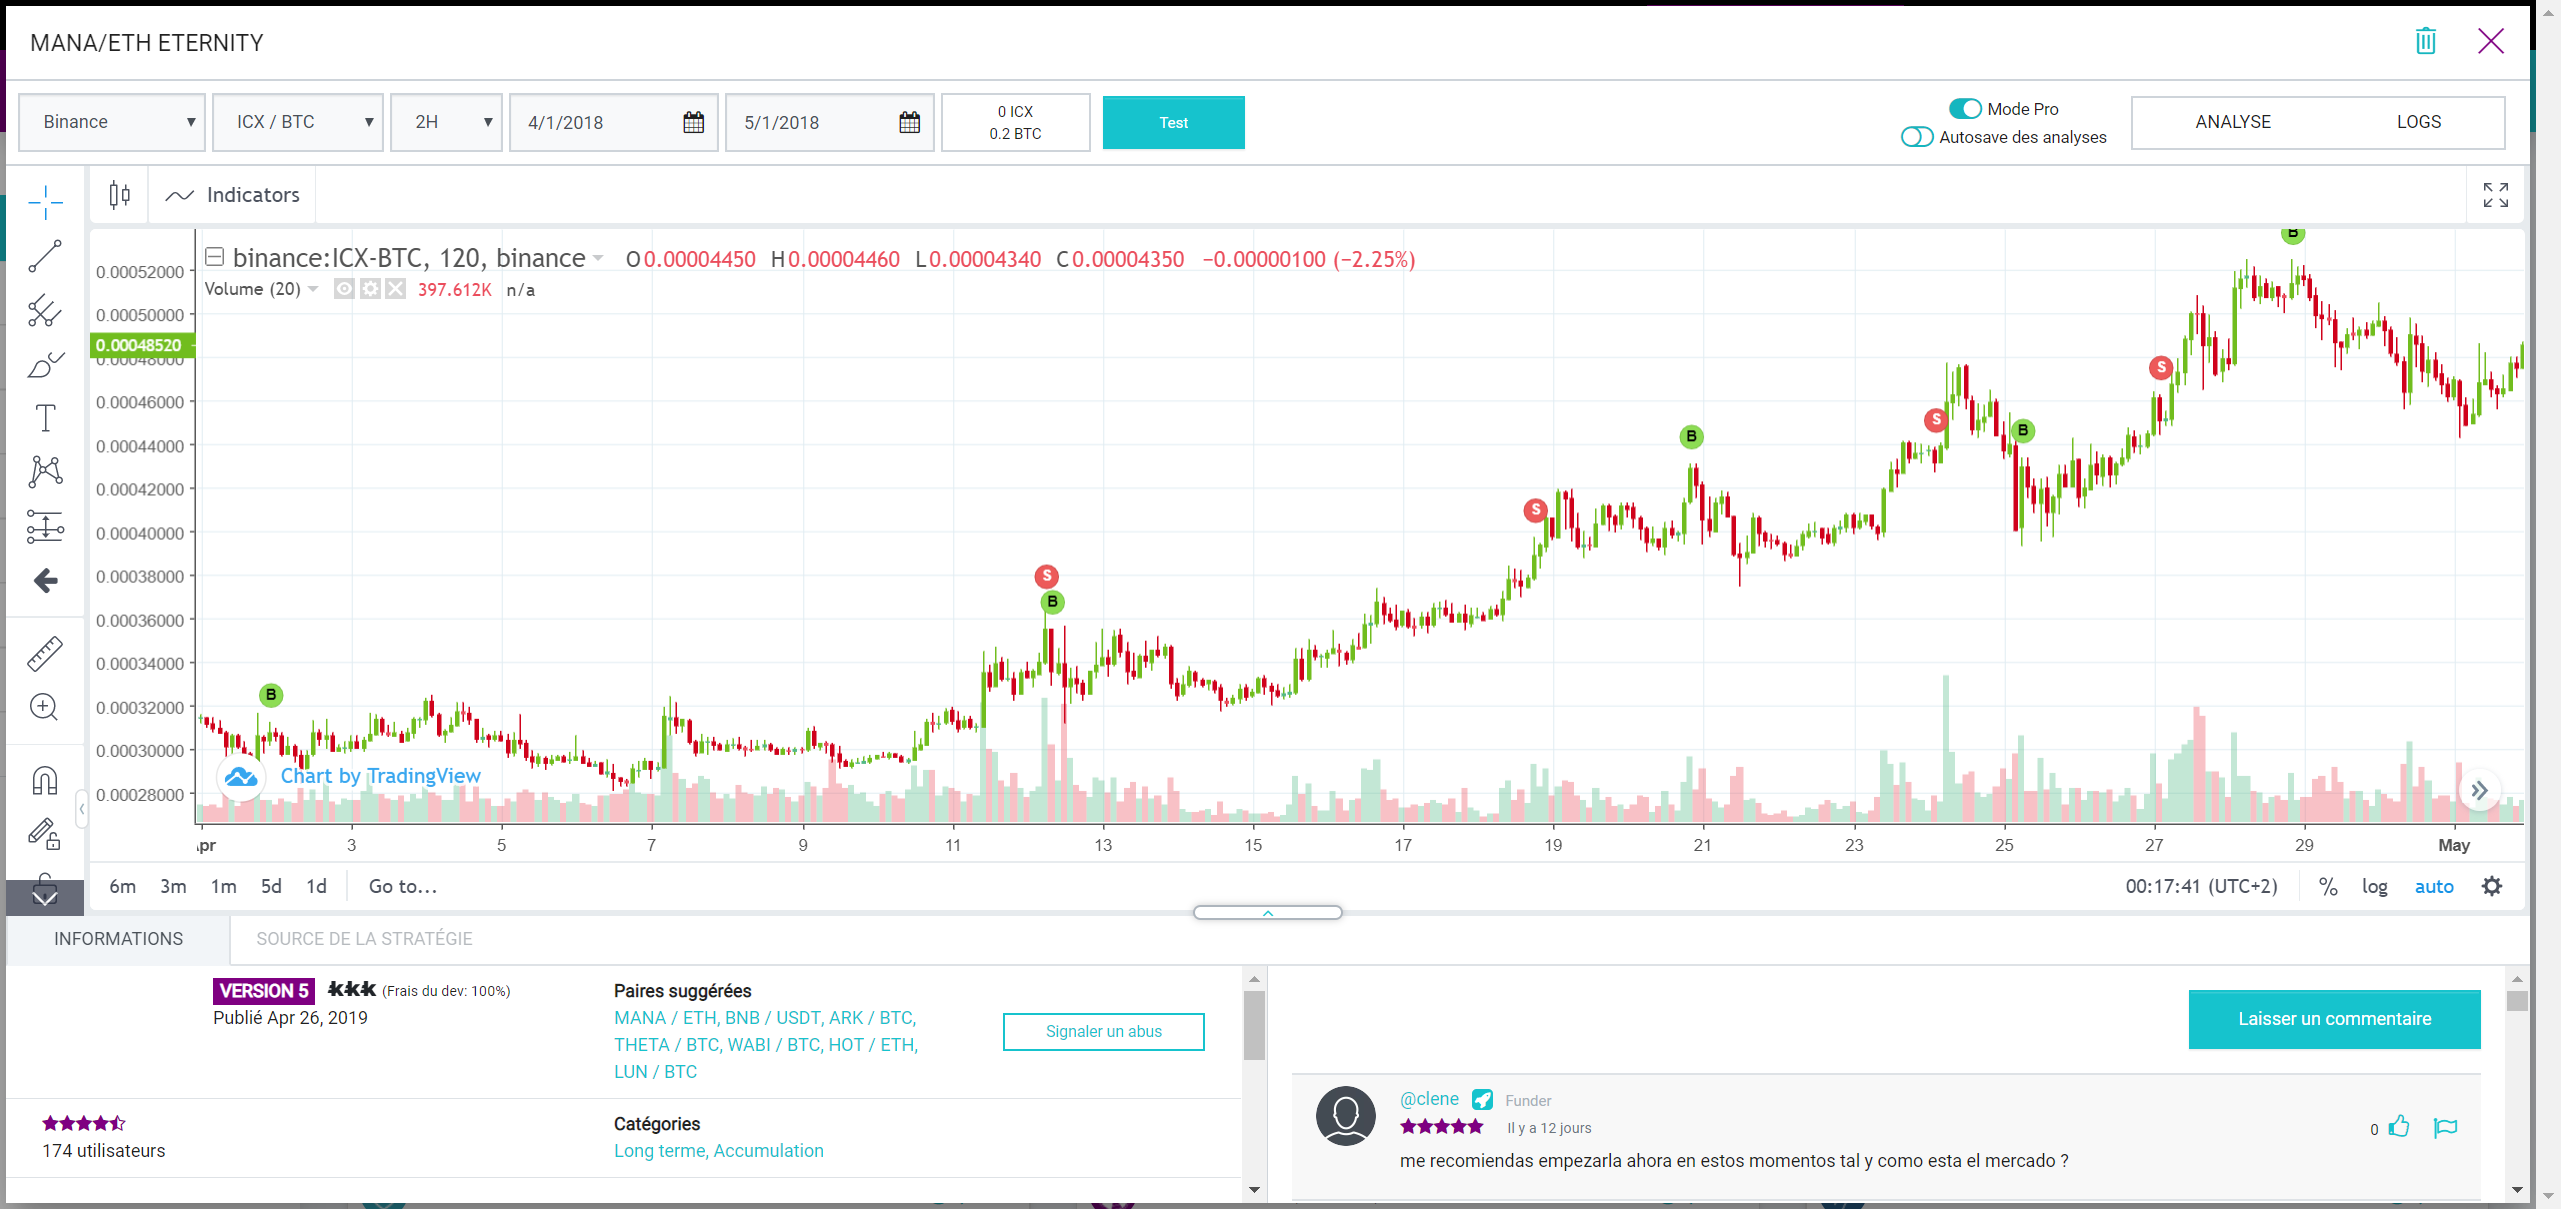 MANA/ETH ETERNITY
Binance ICX / BTC 2H 4/1/2018 5/1/2018 0 ICX
0.2 BTC
Test
Mode Pro
Autosave des analyses
ANALYSE LOGS
Indicators
binance:ICX-BTC, 120, binance O0.00004450 H0.00004460 L0.00004340 C0.00004350 −0.00000100 (−2.25%)
Volume (20) 397.612K n/a
0.00052000
0.00050000
0.00048520
0.00048000
0.00046000
0.00044000
0.00042000
0.00040000
0.00038000
0.00036000
0.00034000
0.00032000
0.00030000
0.00028000
B
S
B
S
B
S
B
S
B
Chart by TradingView
Apr 3 5 7 9 11 13 15 17 19 21 23 25 27 29 May
6m 3m 1m 5d 1d Go to... 00:17:41 (UTC+2) % log auto
INFORMATIONS SOURCE DE LA STRATÉGIE
VERSION 5 kkk (Frais du dev: 100%)
Publié Apr 26, 2019
Paires suggérées
MANA / ETH, BNB / USDT, ARK / BTC,
THETA / BTC, WABI / BTC, HOT / ETH,
LUN / BTC
Signaler un abus
174 utilisateurs
Catégories
Long terme, Accumulation
Laisser un commentaire
@clene Funder
Il y a 12 jours
0
me recomiendas empezarla ahora en estos momentos tal y como esta el mercado ?